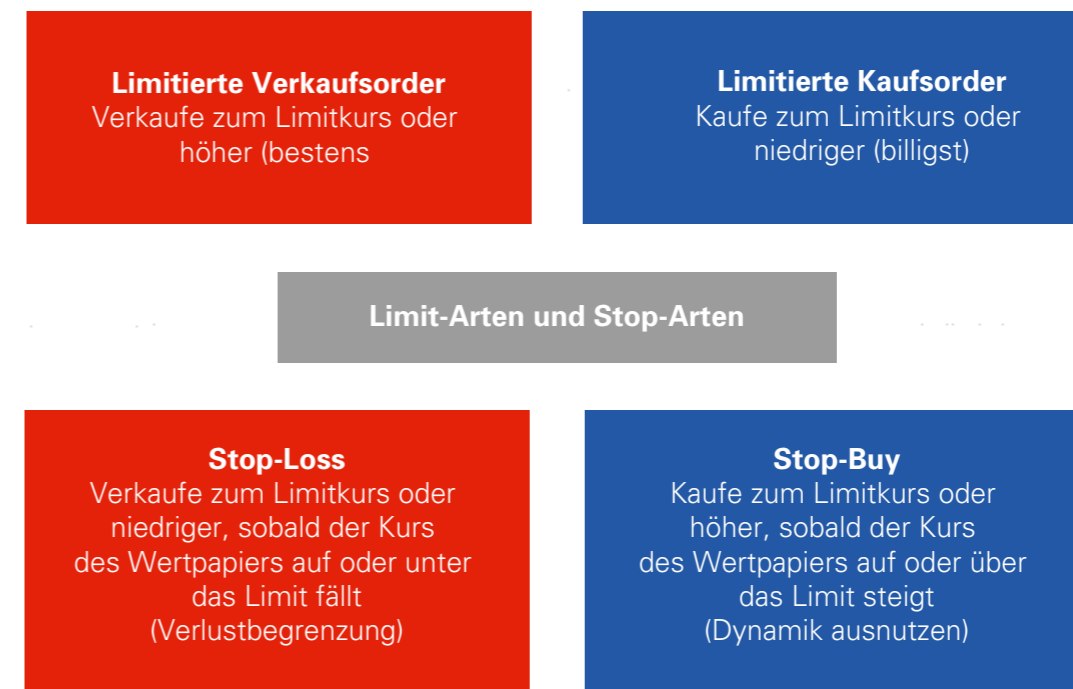 Limitierte Verkaufsorder
Verkaufe zum Limitkurs oder
höher (bestens
Limitierte Kaufsorder
Kaufe zum Limitkurs oder
niedriger (billigst)
Limit-Arten und Stop-Arten
Stop-Loss
Verkaufe zum Limitkurs oder
niedriger, sobald der Kurs
des Wertpapiers auf oder unter
das Limit fällt
(Verlustbegrenzung)
Stop-Buy
Kaufe zum Limitkurs oder
höher, sobald der Kurs
des Wertpapiers auf oder über
das Limit steigt
(Dynamik ausnutzen)